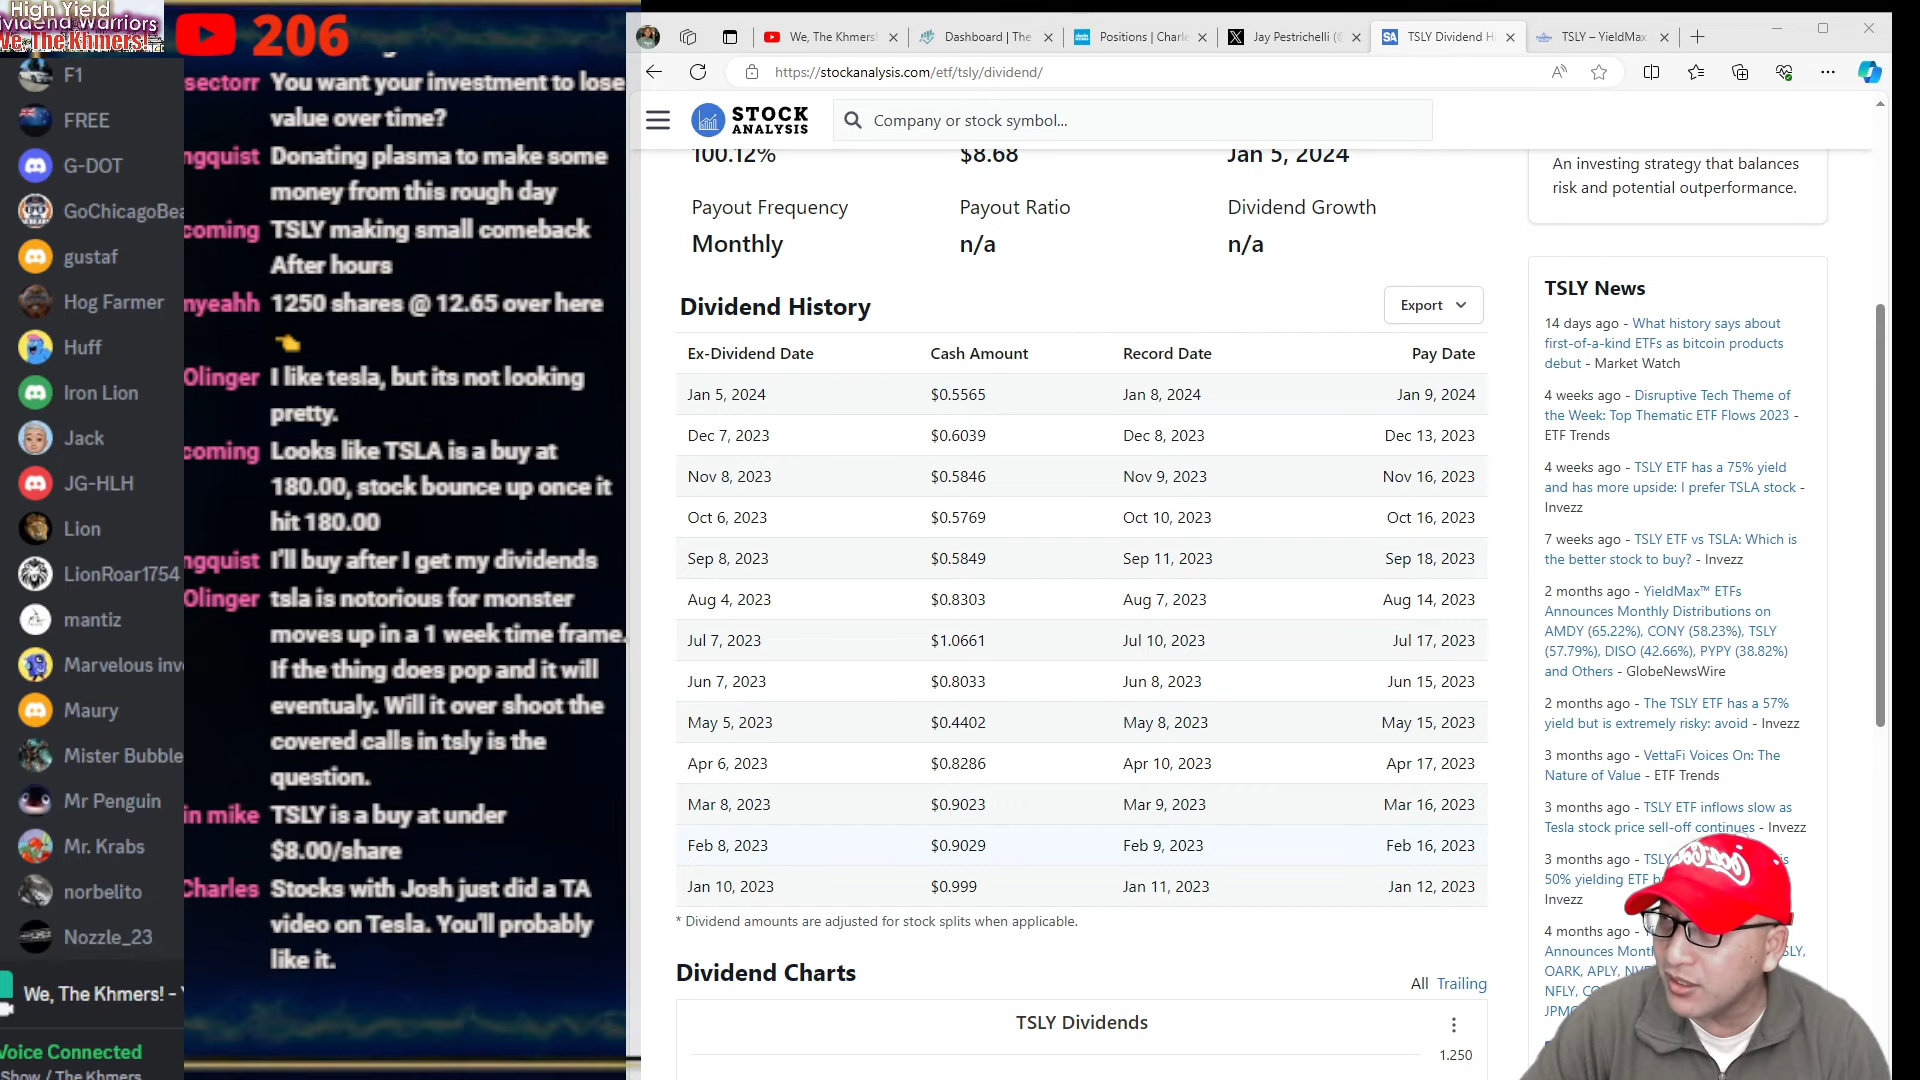 High Yield
Dividend Warriors
We, The Khmers!
206
F1
FREE
G-DOT
GoChicagoBea
gustaf
Hog Farmer
Huff
Iron Lion
Jack
JG-HLH
Lion
LionRoar1754
mantiz
Marvelous inv
Maury
Mister Bubble
Mr Penguin
Mr. Krabs
norbelito
Nozzle_23
We, The Khmers! -
Voice Connected
Show / The Khmers
sectorr You want your investment to lose
value over time?
ngquist Donating plasma to make some
money from this rough day
coming TSLY making small comeback
After hours
nyeahh 1250 shares @ 12.65 over here
Olinger I like tesla, but its not looking
pretty.
coming Looks like TSLA is a buy at
180.00, stock bounce up once it
hit 180.00
ngquist I'll buy after I get my dividends
Olinger tsla is notorious for monster
moves up in a 1 week time frame.
If the thing does pop and it will
eventualy. Will it over shoot the
covered calls in tsly is the
question.
in mike TSLY is a buy at under
$8.00/share
Charles Stocks with Josh just did a TA
video on Tesla. You'll probably
like it.
We, The Khmers!
Dashboard | The
Positions | Charle
Jay Pestrichelli (
TSLY Dividend Hi
TSLY – YieldMax
https://stockanalysis.com/etf/tsly/dividend/
STOCK
ANALYSIS
Company or stock symbol...
100.12% $8.68 Jan 5, 2024
Payout Frequency Payout Ratio Dividend Growth
Monthly n/a n/a
Dividend History
Export
Ex-Dividend Date Cash Amount Record Date Pay Date
Jan 5, 2024 $0.5565 Jan 8, 2024 Jan 9, 2024
Dec 7, 2023 $0.6039 Dec 8, 2023 Dec 13, 2023
Nov 8, 2023 $0.5846 Nov 9, 2023 Nov 16, 2023
Oct 6, 2023 $0.5769 Oct 10, 2023 Oct 16, 2023
Sep 8, 2023 $0.5849 Sep 11, 2023 Sep 18, 2023
Aug 4, 2023 $0.8303 Aug 7, 2023 Aug 14, 2023
Jul 7, 2023 $1.0661 Jul 10, 2023 Jul 17, 2023
Jun 7, 2023 $0.8033 Jun 8, 2023 Jun 15, 2023
May 5, 2023 $0.4402 May 8, 2023 May 15, 2023
Apr 6, 2023 $0.8286 Apr 10, 2023 Apr 17, 2023
Mar 8, 2023 $0.9023 Mar 9, 2023 Mar 16, 2023
Feb 8, 2023 $0.9029 Feb 9, 2023 Feb 16, 2023
Jan 10, 2023 $0.999 Jan 11, 2023 Jan 12, 2023
* Dividend amounts are adjusted for stock splits when applicable.
Dividend Charts
All Trailing
TSLY Dividends
1.250
An investing strategy that balances
risk and potential outperformance.
TSLY News
14 days ago - What history says about
first-of-a-kind ETFs as bitcoin products
debut - Market Watch
4 weeks ago - Disruptive Tech Theme of
the Week: Top Thematic ETF Flows 2023 -
ETF Trends
4 weeks ago - TSLY ETF has a 75% yield
and has more upside: I prefer TSLA stock -
Invezz
7 weeks ago - TSLY ETF vs TSLA: Which is
the better stock to buy? - Invezz
2 months ago - YieldMax™ ETFs
Announces Monthly Distributions on
AMDY (65.22%), CONY (58.23%), TSLY
(57.79%), DISO (42.66%), PYPY (38.82%)
and Others - GlobeNewsWire
2 months ago - The TSLY ETF has a 57%
yield but is extremely risky: avoid - Invezz
3 months ago - VettaFi Voices On: The
Nature of Value - ETF Trends
3 months ago - TSLY ETF inflows slow as
Tesla stock price sell-off continues - Invezz
3 months ago - TSLY is
50% yielding ETF
Invezz
4 months ago -
Announces SLY,
OARK, APLY,
NFLY,
Coca-Cola